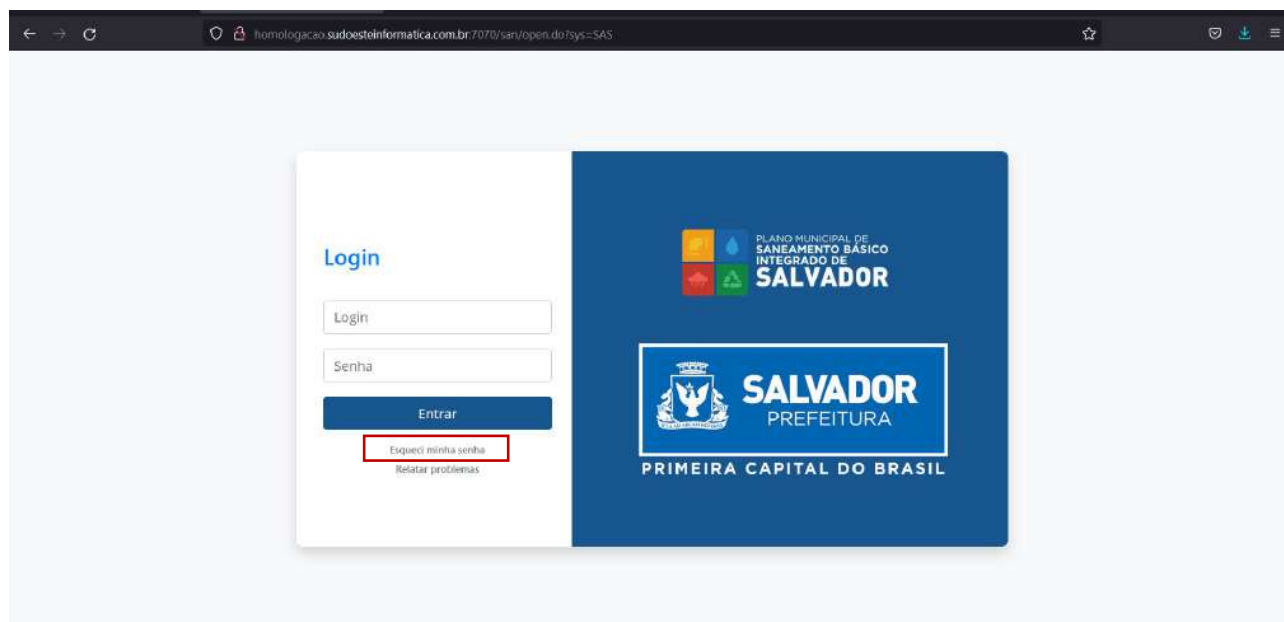 homologacao.sudoesteinformatica.com.br:7070/san/open.do?sys=SAS
Login
Login
Senha
Entrar
Esqueci minha senha
Relatar problemas
PLANO MUNICIPAL DE
SANEAMENTO BÁSICO
INTEGRADO DE
SALVADOR
SALVADOR
PREFEITURA
PRIMEIRA CAPITAL DO BRASIL